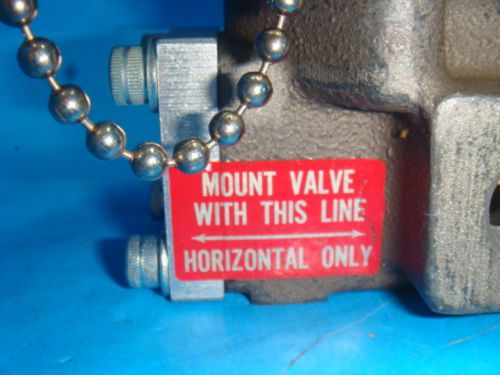 MOUNT VALVE
WITH THIS LINE
HORIZONTAL ONLY